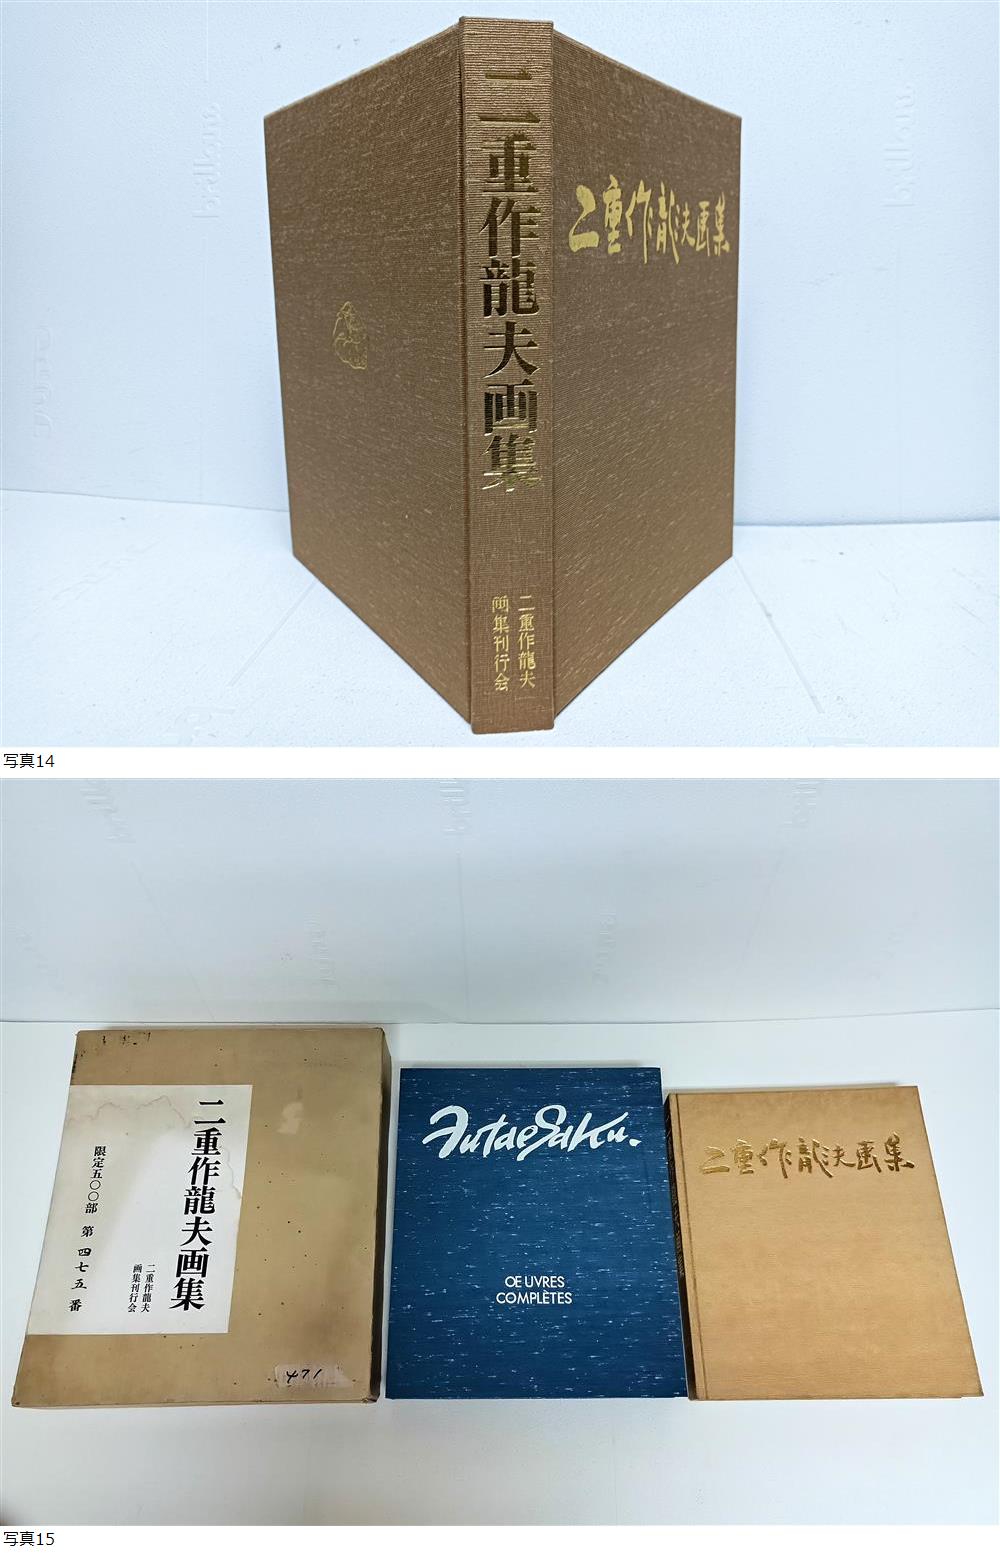 二重作龍夫画集
二重作龍夫
画集刊行会
二重作龍夫画集
写真14
二重作龍夫画集
限定五〇〇部 第四七五番
二重作龍夫
画集刊行会
471
FutaeSaKu.
OEUVRES
COMPLÈTES
二重作龍夫画集
写真15